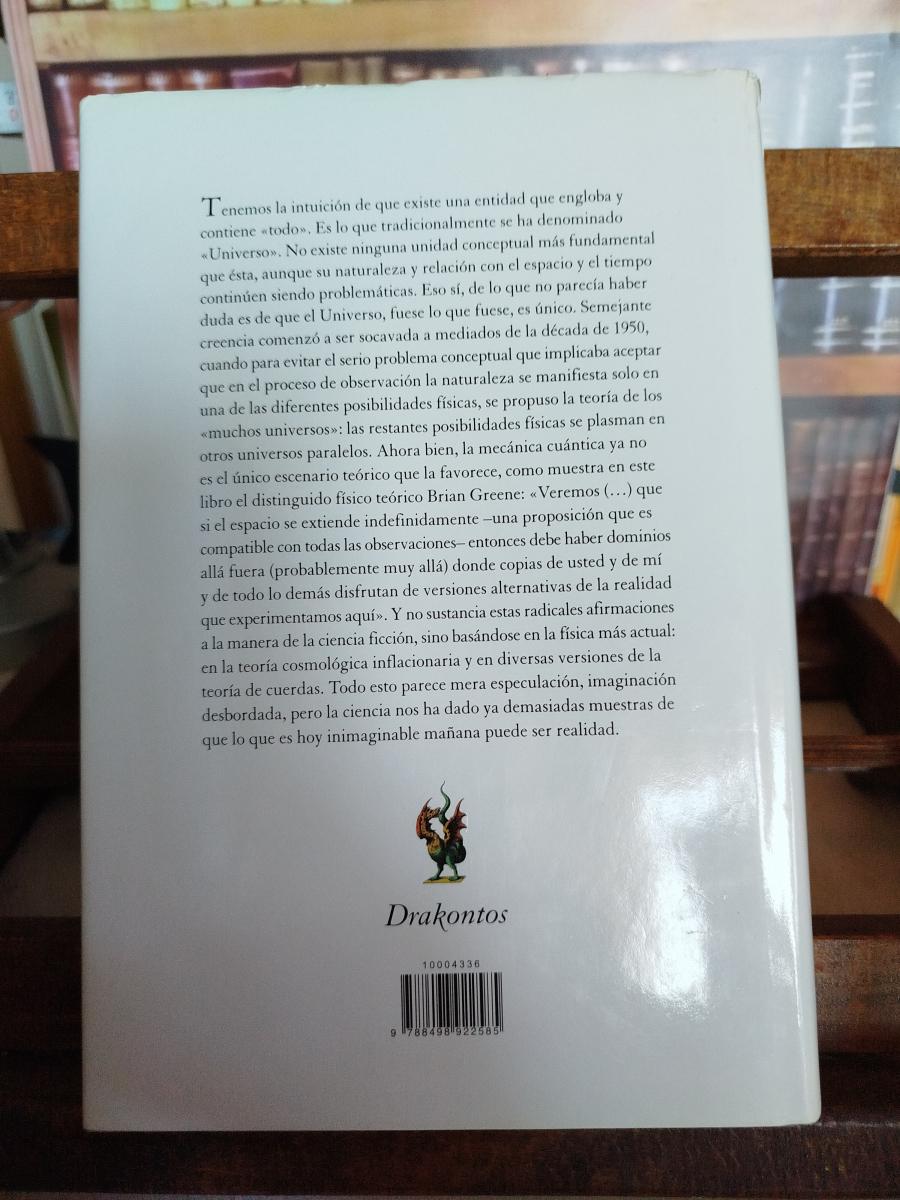 Tenemos la intuición de que existe una entidad que engloba y
contiene «todo». Es lo que tradicionalmente se ha denominado
«Universo». No existe ninguna unidad conceptual más fundamental
que ésta, aunque su naturaleza y relación con el espacio y el tiempo
continúen siendo problemáticas. Eso sí, de lo que no parecía haber
duda es de que el Universo, fuese lo que fuese, es único. Semejante
creencia comenzó a ser socavada a mediados de la década de 1950,
cuando para evitar el serio problema conceptual que implicaba aceptar
que en el proceso de observación la naturaleza se manifiesta solo en
una de las diferentes posibilidades físicas, se propuso la teoría de los
«muchos universos»: las restantes posibilidades físicas se plasman en
otros universos paralelos. Ahora bien, la mecánica cuántica ya no
es el único escenario teórico que la favorece, como muestra en este
libro el distinguido físico teórico Brian Greene: «Veremos (…) que
si el espacio se extiende indefinidamente –una proposición que es
compatible con todas las observaciones– entonces debe haber dominios
allá fuera (probablemente muy allá) donde copias de usted y de mí
y de todo lo demás disfrutan de versiones alternativas de la realidad
que experimentamos aquí». Y no sustancia estas radicales afirmaciones
a la manera de la ciencia ficción, sino basándose en la física más actual:
en la teoría cosmológica inflacionaria y en diversas versiones de la
teoría de cuerdas. Todo esto parece mera especulación, imaginación
desbordada, pero la ciencia nos ha dado ya demasiadas muestras de
que lo que es hoy inimaginable mañana puede ser realidad.
Drakontos
10004336
9 788498 922585